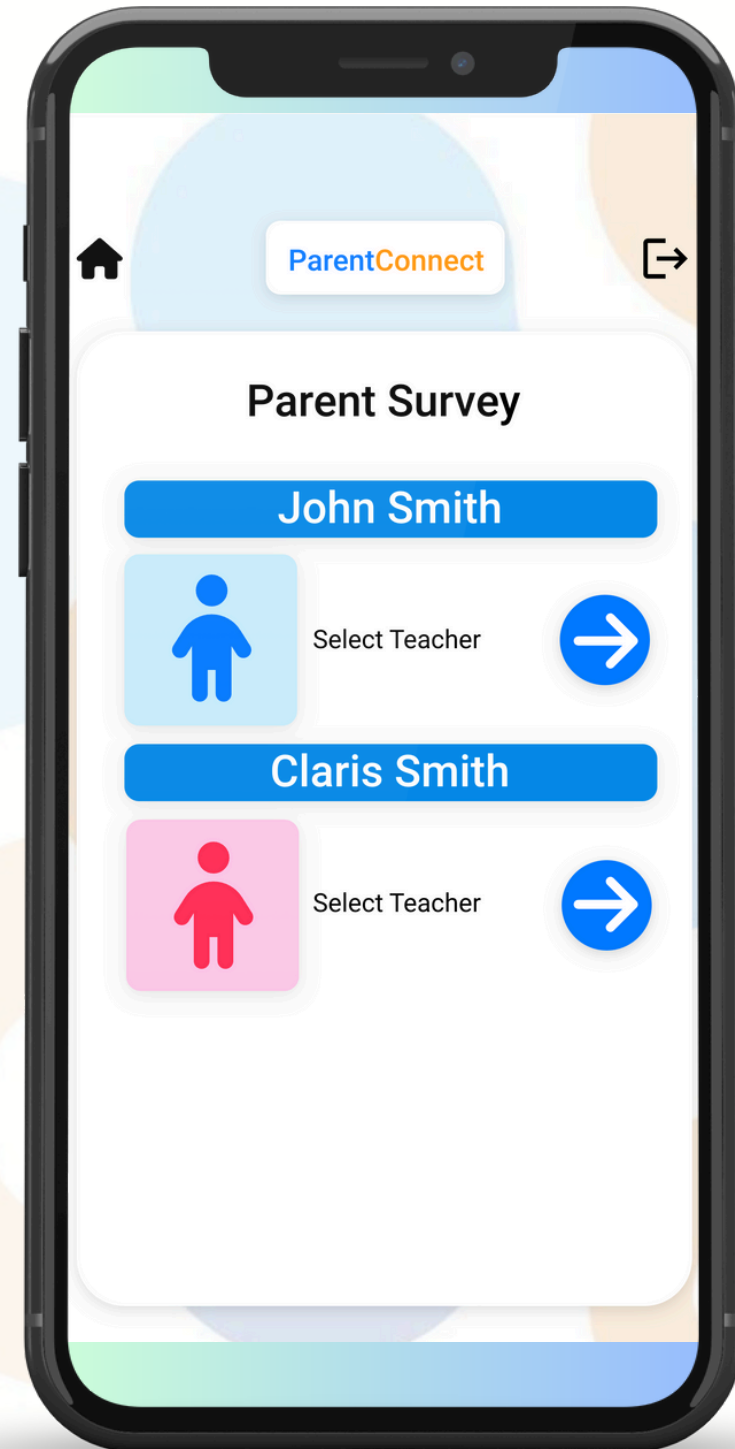 ParentConnect
Parent Survey
John Smith
Select Teacher
Claris Smith
Select Teacher